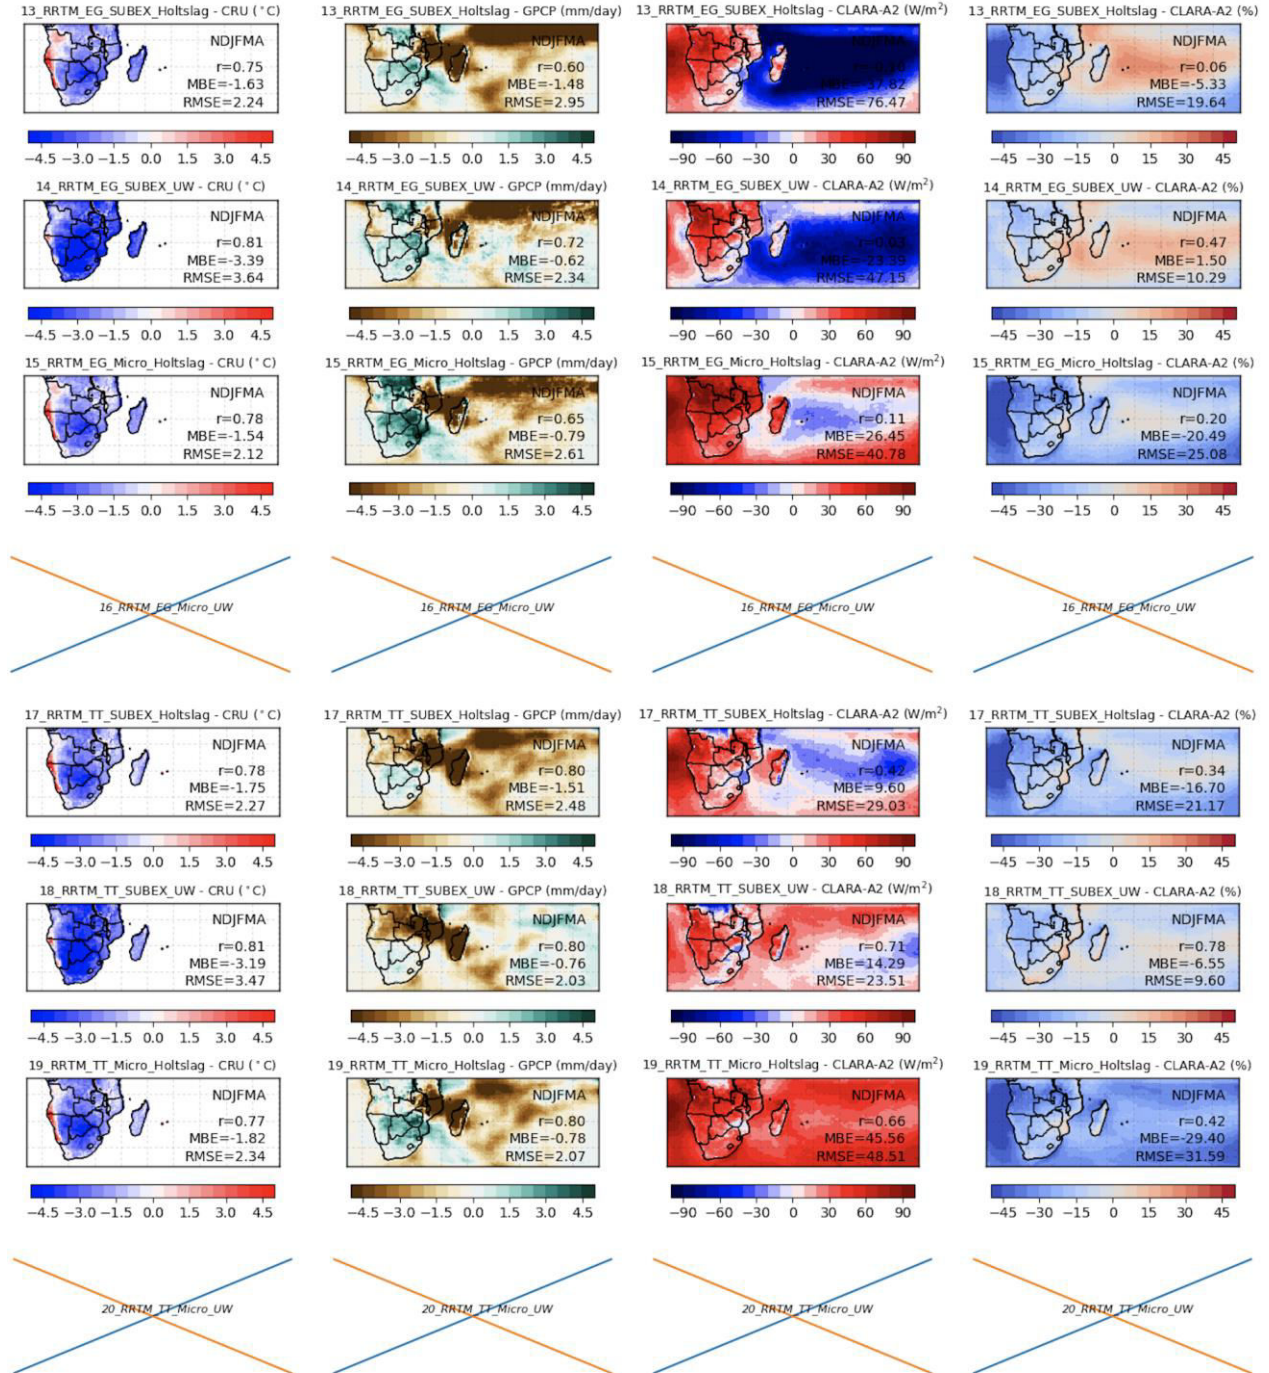 13_RRTM_EG_SUBEX_Holtslag - CRU (°C)
NDJFMA
r=0.75
MBE=-1.63
RMSE=2.24
−4.5 −3.0 −1.5 0.0 1.5 3.0 4.5
13_RRTM_EG_SUBEX_Holtslag - GPCP (mm/day)
NDJFMA
r=0.60
MBE=-1.48
RMSE=2.95
−4.5 −3.0 −1.5 0.0 1.5 3.0 4.5
13_RRTM_EG_SUBEX_Holtslag - CLARA-A2 (W/m²)
NDJFMA
MBE=-37.82
RMSE=76.47
−90 −60 −30 0 30 60 90
13_RRTM_EG_SUBEX_Holtslag - CLARA-A2 (%)
NDJFMA
r=0.06
MBE=-5.33
RMSE=19.64
−45 −30 −15 0 15 30 45
14_RRTM_EG_SUBEX_UW - CRU (°C)
NDJFMA
r=0.81
MBE=-3.39
RMSE=3.64
−4.5 −3.0 −1.5 0.0 1.5 3.0 4.5
14_RRTM_EG_SUBEX_UW - GPCP (mm/day)
NDJFMA
r=0.72
MBE=-0.62
RMSE=2.34
−4.5 −3.0 −1.5 0.0 1.5 3.0 4.5
14_RRTM_EG_SUBEX_UW - CLARA-A2 (W/m²)
NDJFMA
r=0.03
MBE=-23.39
RMSE=47.15
−90 −60 −30 0 30 60 90
14_RRTM_EG_SUBEX_UW - CLARA-A2 (%)
NDJFMA
r=0.47
MBE=1.50
RMSE=10.29
−45 −30 −15 0 15 30 45
15_RRTM_EG_Micro_Holtslag - CRU (°C)
NDJFMA
r=0.78
MBE=-1.54
RMSE=2.12
−4.5 −3.0 −1.5 0.0 1.5 3.0 4.5
15_RRTM_EG_Micro_Holtslag - GPCP (mm/day)
NDJFMA
r=0.65
MBE=-0.79
RMSE=2.61
−4.5 −3.0 −1.5 0.0 1.5 3.0 4.5
15_RRTM_EG_Micro_Holtslag - CLARA-A2 (W/m²)
NDJFMA
r=0.11
MBE=26.45
RMSE=40.78
−90 −60 −30 0 30 60 90
15_RRTM_EG_Micro_Holtslag - CLARA-A2 (%)
NDJFMA
r=0.20
MBE=-20.49
RMSE=25.08
−45 −30 −15 0 15 30 45
16_RRTM_EG_Micro_UW
16_RRTM_EG_Micro_UW
16_RRTM_EG_Micro_UW
16_RRTM_EG_Micro_UW
17_RRTM_TT_SUBEX_Holtslag - CRU (°C)
NDJFMA
r=0.78
MBE=-1.75
RMSE=2.27
−4.5 −3.0 −1.5 0.0 1.5 3.0 4.5
17_RRTM_TT_SUBEX_Holtslag - GPCP (mm/day)
NDJFMA
r=0.80
MBE=-1.51
RMSE=2.48
−4.5 −3.0 −1.5 0.0 1.5 3.0 4.5
17_RRTM_TT_SUBEX_Holtslag - CLARA-A2 (W/m²)
NDJFMA
r=0.42
MBE=9.60
RMSE=29.03
−90 −60 −30 0 30 60 90
17_RRTM_TT_SUBEX_Holtslag - CLARA-A2 (%)
NDJFMA
r=0.34
MBE=-16.70
RMSE=21.17
−45 −30 −15 0 15 30 45
18_RRTM_TT_SUBEX_UW - CRU (°C)
NDJFMA
r=0.81
MBE=-3.19
RMSE=3.47
−4.5 −3.0 −1.5 0.0 1.5 3.0 4.5
18_RRTM_TT_SUBEX_UW - GPCP (mm/day)
NDJFMA
r=0.80
MBE=-0.76
RMSE=2.03
−4.5 −3.0 −1.5 0.0 1.5 3.0 4.5
18_RRTM_TT_SUBEX_UW - CLARA-A2 (W/m²)
NDJFMA
r=0.71
MBE=14.29
RMSE=23.51
−90 −60 −30 0 30 60 90
18_RRTM_TT_SUBEX_UW - CLARA-A2 (%)
NDJFMA
r=0.78
MBE=-6.55
RMSE=9.60
−45 −30 −15 0 15 30 45
19_RRTM_TT_Micro_Holtslag - CRU (°C)
NDJFMA
r=0.77
MBE=-1.82
RMSE=2.34
−4.5 −3.0 −1.5 0.0 1.5 3.0 4.5
19_RRTM_TT_Micro_Holtslag - GPCP (mm/day)
NDJFMA
r=0.80
MBE=-0.78
RMSE=2.07
−4.5 −3.0 −1.5 0.0 1.5 3.0 4.5
19_RRTM_TT_Micro_Holtslag - CLARA-A2 (W/m²)
NDJFMA
r=0.66
MBE=45.56
RMSE=48.51
−90 −60 −30 0 30 60 90
19_RRTM_TT_Micro_Holtslag - CLARA-A2 (%)
NDJFMA
r=0.42
MBE=-29.40
RMSE=31.59
−45 −30 −15 0 15 30 45
20_RRTM_TT_Micro_UW
20_RRTM_TT_Micro_UW
20_RRTM_TT_Micro_UW
20_RRTM_TT_Micro_UW